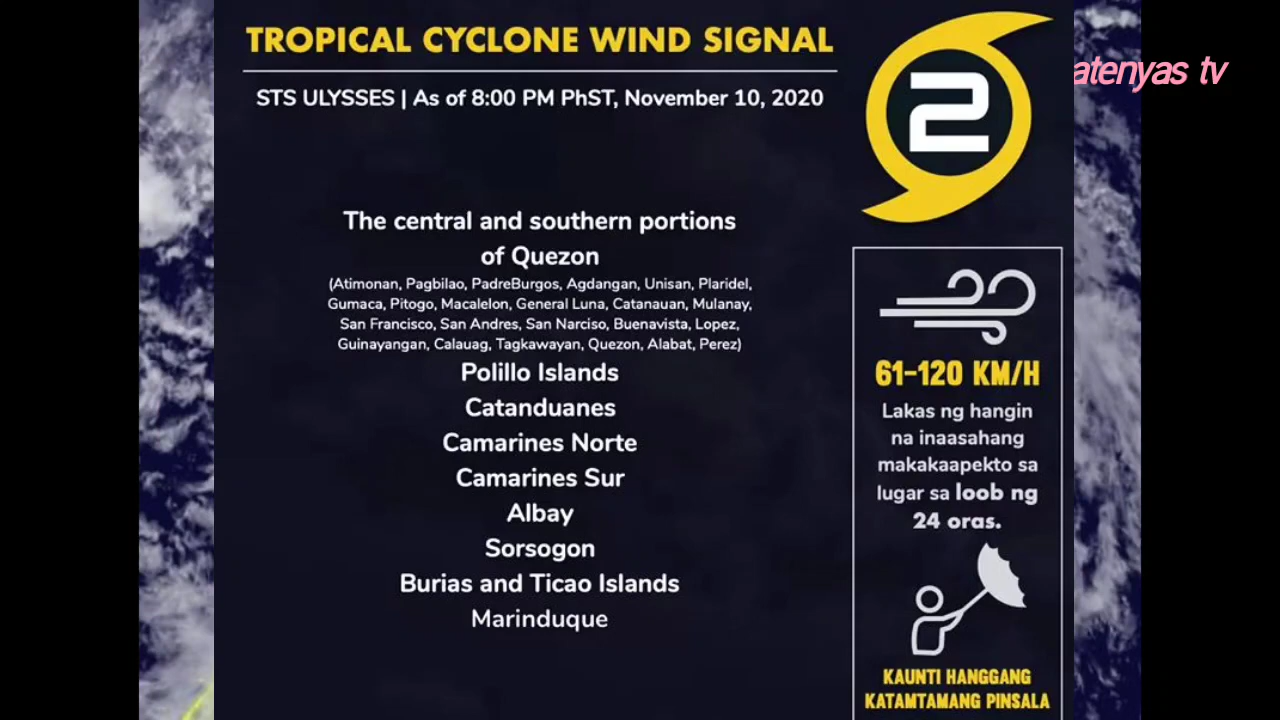 TROPICAL CYCLONE WIND SIGNAL
STS ULYSSES | As of 8:00 PM PhST, November 10, 2020
2
atenyas tv
The central and southern portions
of Quezon
(Atimonan, Pagbilao, PadreBurgos, Agdangan, Unisan, Plaridel,
Gumaca, Pitogo, Macalelon, General Luna, Catanauan, Mulanay,
San Francisco, San Andres, San Narciso, Buenavista, Lopez,
Guinayangan, Calauag, Tagkawayan, Quezon, Alabat, Perez)
Polillo Islands
Catanduanes
Camarines Norte
Camarines Sur
Albay
Sorsogon
Burias and Ticao Islands
Marinduque
61-120 KM/H
Lakas ng hangin
na inaasahang
makakaapekto sa
lugar sa loob ng
24 oras.
KAUNTI HANGGANG
KATAMTAMANG PINSALA